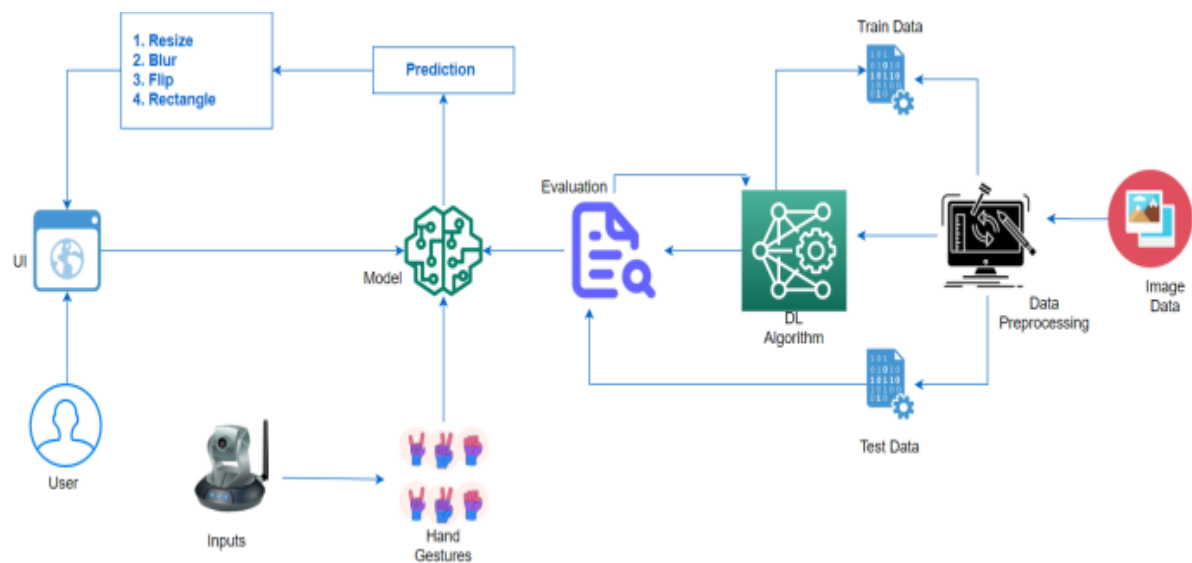 Train Data
1. Resize
2. Blur
3. Flip
4. Rectangle
Prediction
Evaluation
UI
Model
DL
Algorithm
Data
Preprocessing
Image
Data
User
Test Data
Inputs
Hand
Gestures